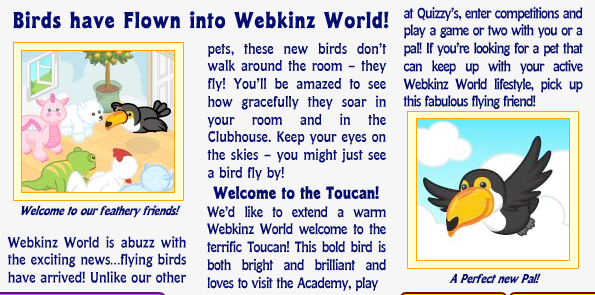 Birds have Flown into Webkinz World!
Welcome to our feathery friends!
Webkinz World is abuzz with
the exciting news...flying birds
have arrived! Unlike our other
pets, these new birds don't
walk around the room – they
fly! You'll be amazed to see
how gracefully they soar in
your room and in the
Clubhouse. Keep your eyes on
the skies – you might just see
a bird fly by!
Welcome to the Toucan!
We'd like to extend a warm
Webkinz World welcome to the
terrific Toucan! This bold bird is
both bright and brilliant and
loves to visit the Academy, play
at Quizzy's, enter competitions and
play a game or two with you or a
pal! If you're looking for a pet that
can keep up with your active
Webkinz World lifestyle, pick up
this fabulous flying friend!
A Perfect new Pal!